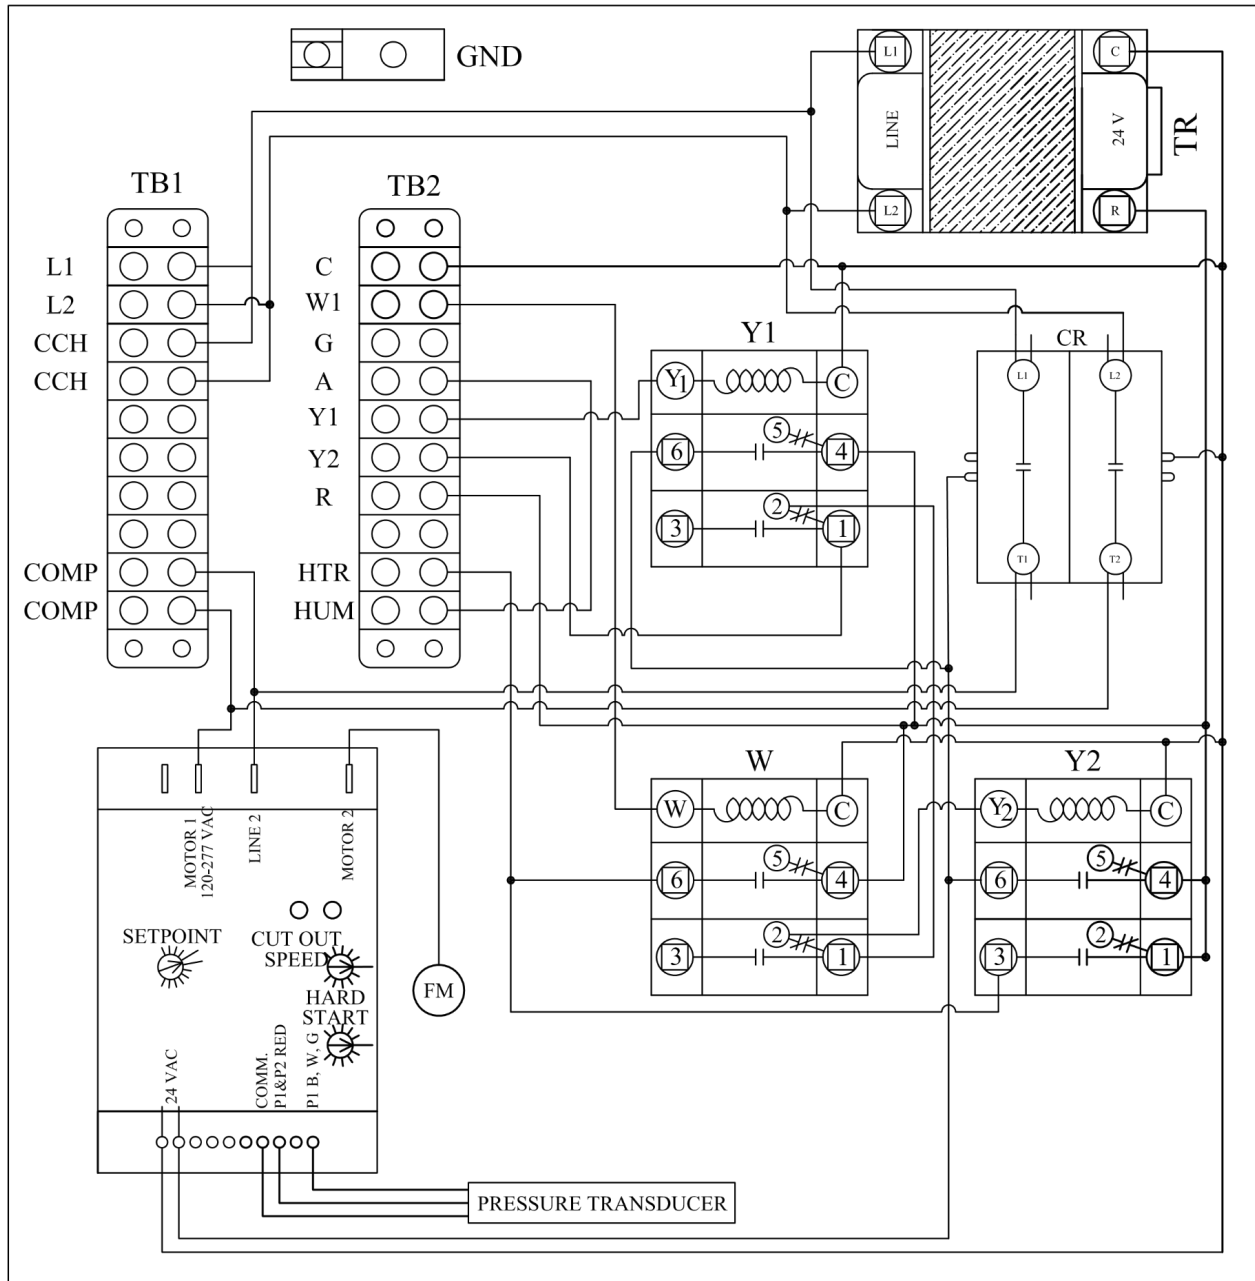 GND
L1
C
LINE
24 V
TR
L2
R
TB1
TB2
L1
L2
CCH
CCH
COMP
COMP
C
W1
G
A
Y1
Y2
R
HTR
HUM
Y1
Y1
C
6
5
4
3
2
1
CR
L1
L2
T1
T2
W
W
C
6
5
4
3
2
1
Y2
Y2
C
6
5
4
3
2
1
MOTOR 1
120-277 VAC
LINE 2
MOTOR 2
SETPOINT
CUT OUT
SPEED
HARD
START
24 VAC
COMM.
P1&P2 RED
P1 B, W, G
FM
PRESSURE TRANSDUCER